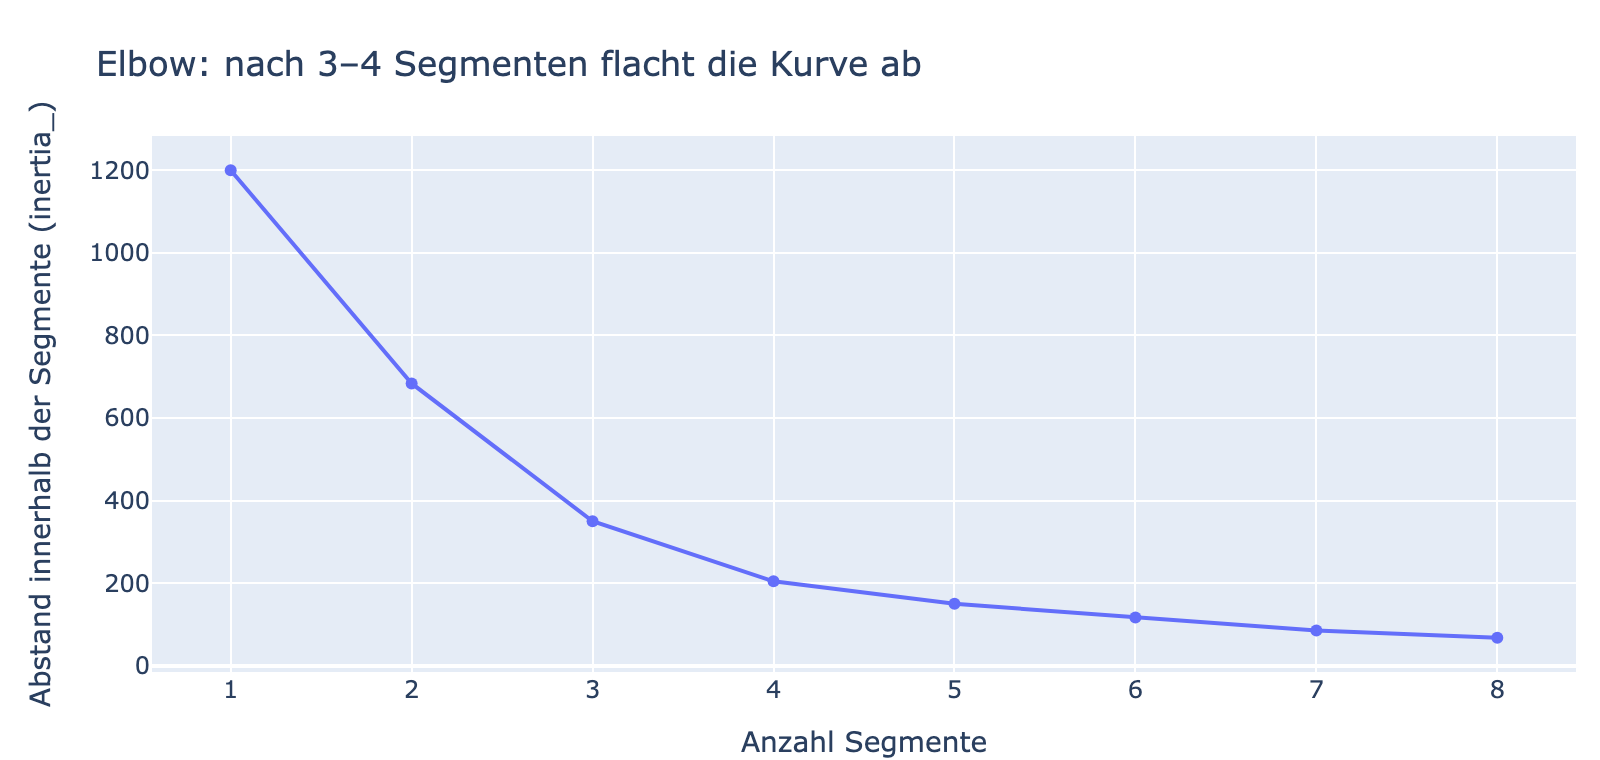 Elbow: nach 3–4 Segmenten flacht die Kurve ab
Abstand innerhalb der Segmente (inertia_)
1200
1000
800
600
400
200
0
1 2 3 4 5 6 7 8
Anzahl Segmente